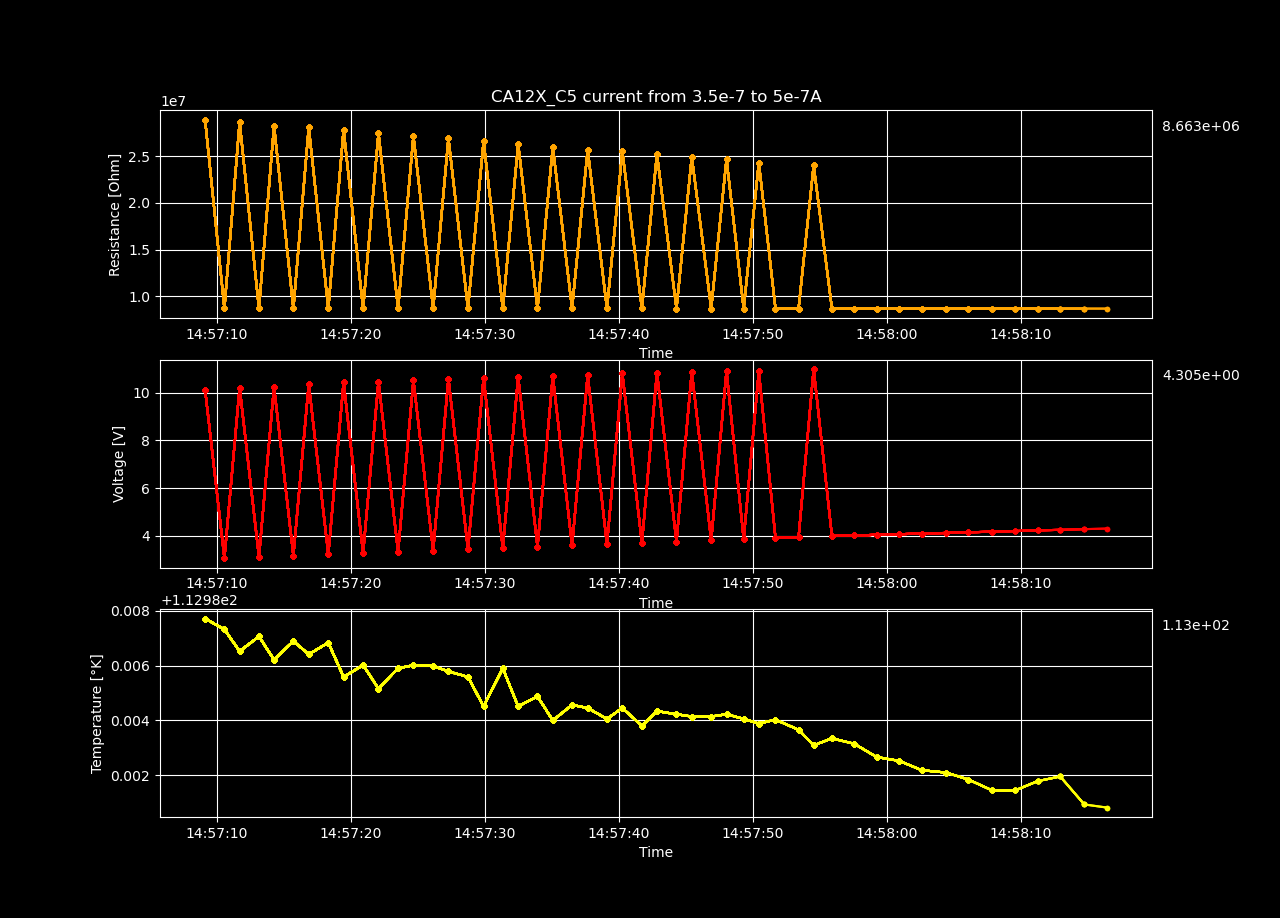 CA12X_C5 current from 3.5e-7 to 5e-7A
1e7
8.663e+06
2.5
2.0
1.5
1.0
Resistance [Ohm]
14:57:10 14:57:20 14:57:30 14:57:40 14:57:50 14:58:00 14:58:10
Time
4.305e+00
10
8
6
4
Voltage [V]
14:57:10 14:57:20 14:57:30 14:57:40 14:57:50 14:58:00 14:58:10
Time
+1.1298e2
1.13e+02
0.008
0.006
0.004
0.002
Temperature [°K]
14:57:10 14:57:20 14:57:30 14:57:40 14:57:50 14:58:00 14:58:10
Time